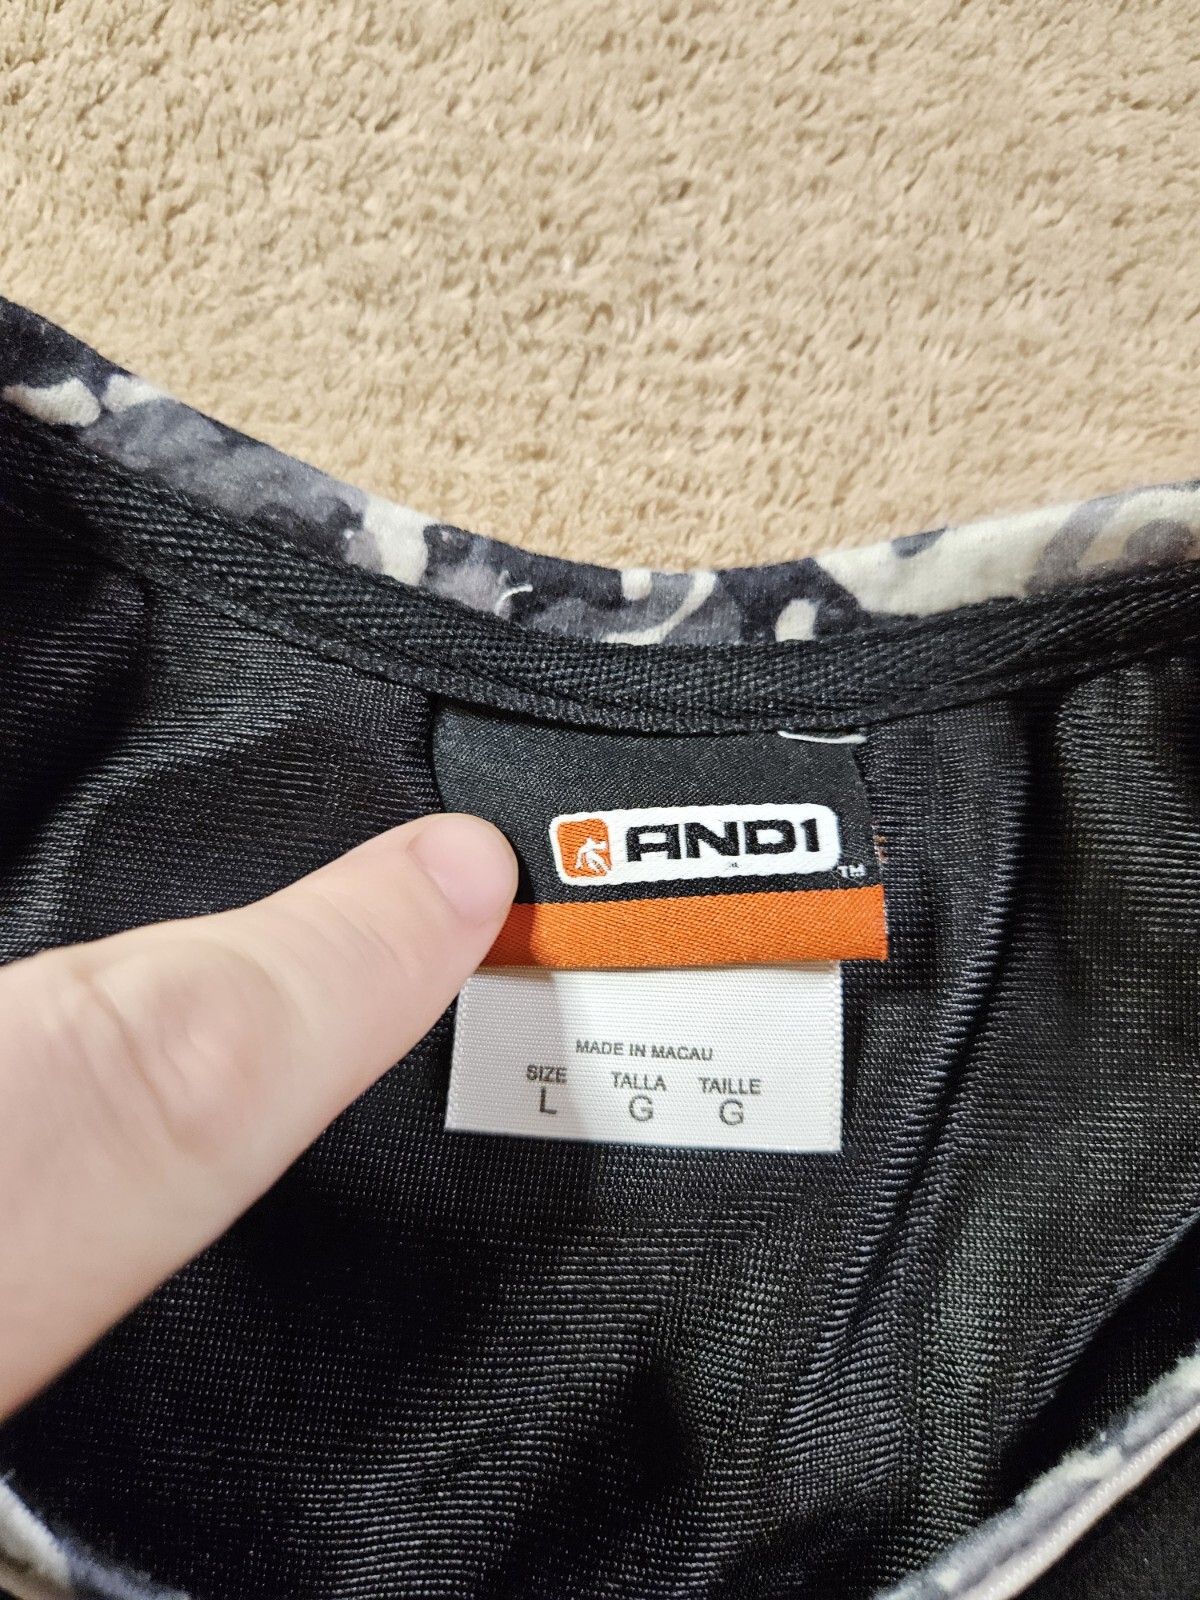 AND1
TM
MADE IN MACAU
SIZE TALLA TAILLE
L G G